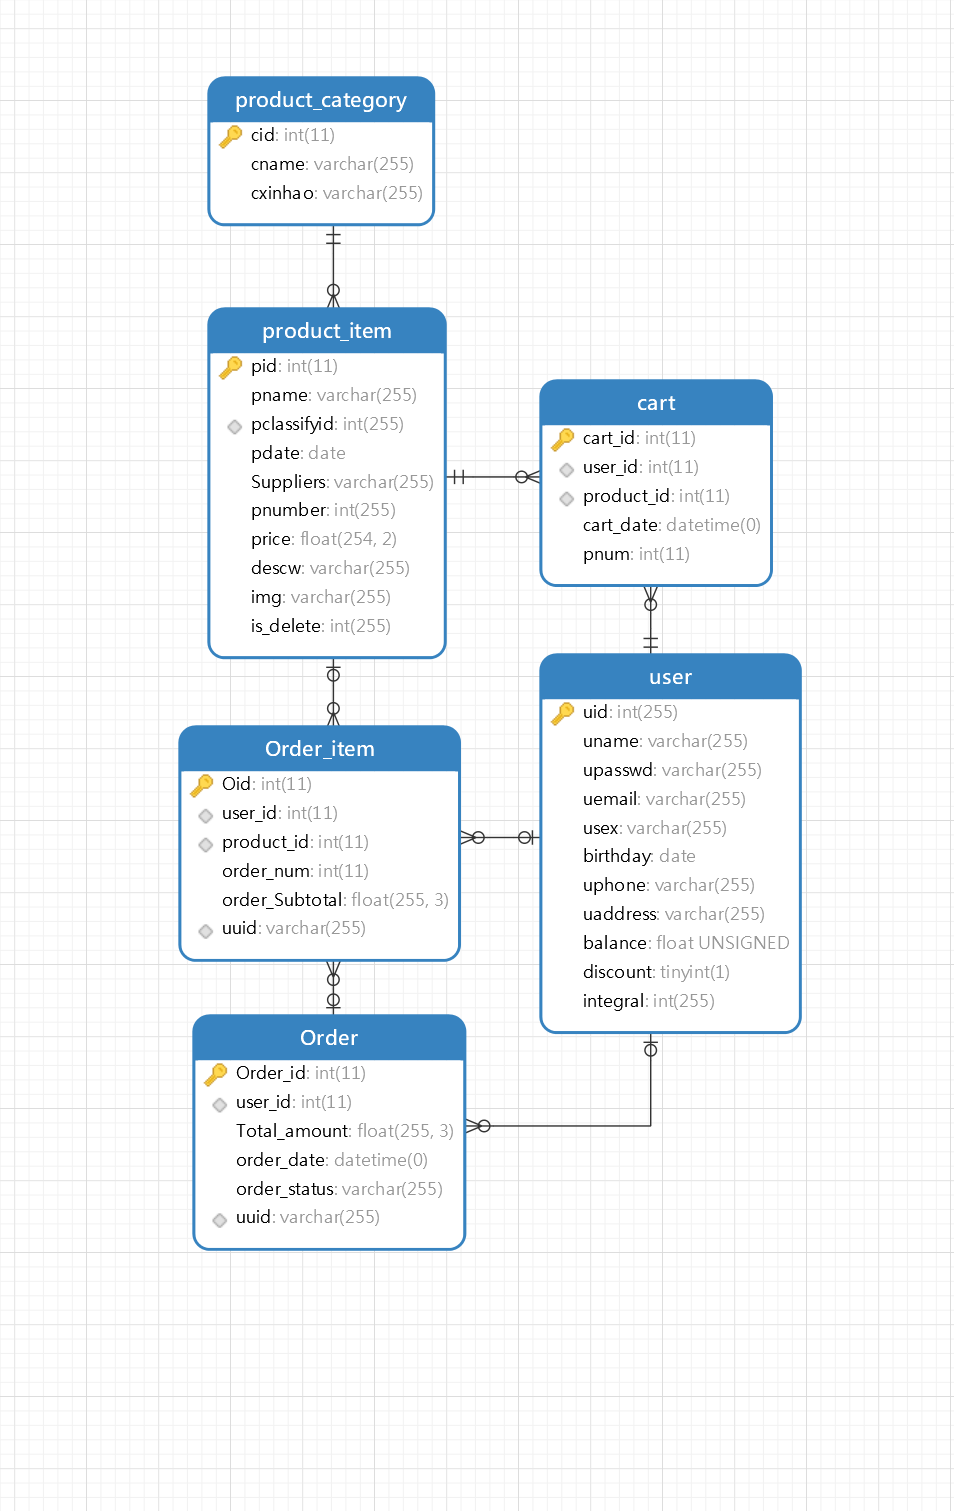 product_category
cid: int(11)
cname: varchar(255)
cxinhao: varchar(255)
product_item
pid: int(11)
pname: varchar(255)
pclassifyid: int(255)
pdate: date
Suppliers: varchar(255)
pnumber: int(255)
price: float(254, 2)
descw: varchar(255)
img: varchar(255)
is_delete: int(255)
cart
cart_id: int(11)
user_id: int(11)
product_id: int(11)
cart_date: datetime(0)
pnum: int(11)
user
uid: int(255)
uname: varchar(255)
upasswd: varchar(255)
uemail: varchar(255)
usex: varchar(255)
birthday: date
uphone: varchar(255)
uaddress: varchar(255)
balance: float UNSIGNED
discount: tinyint(1)
integral: int(255)
Order_item
Oid: int(11)
user_id: int(11)
product_id: int(11)
order_num: int(11)
order_Subtotal: float(255, 3)
uuid: varchar(255)
Order
Order_id: int(11)
user_id: int(11)
Total_amount: float(255, 3)
order_date: datetime(0)
order_status: varchar(255)
uuid: varchar(255)